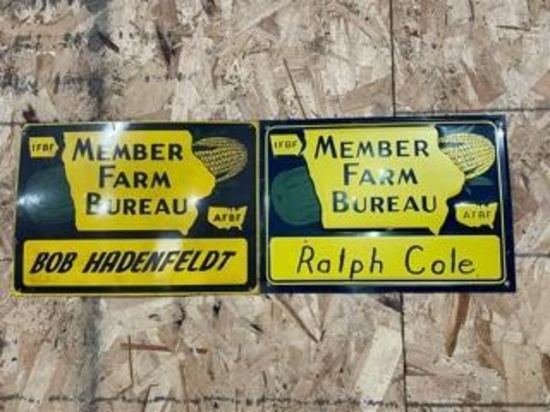 IFBF
MEMBER
FARM
BUREAU
AFBF
BOB HADENFELDT
IFBF
MEMBER
FARM
BUREAU
AFBF
Ralph Cole